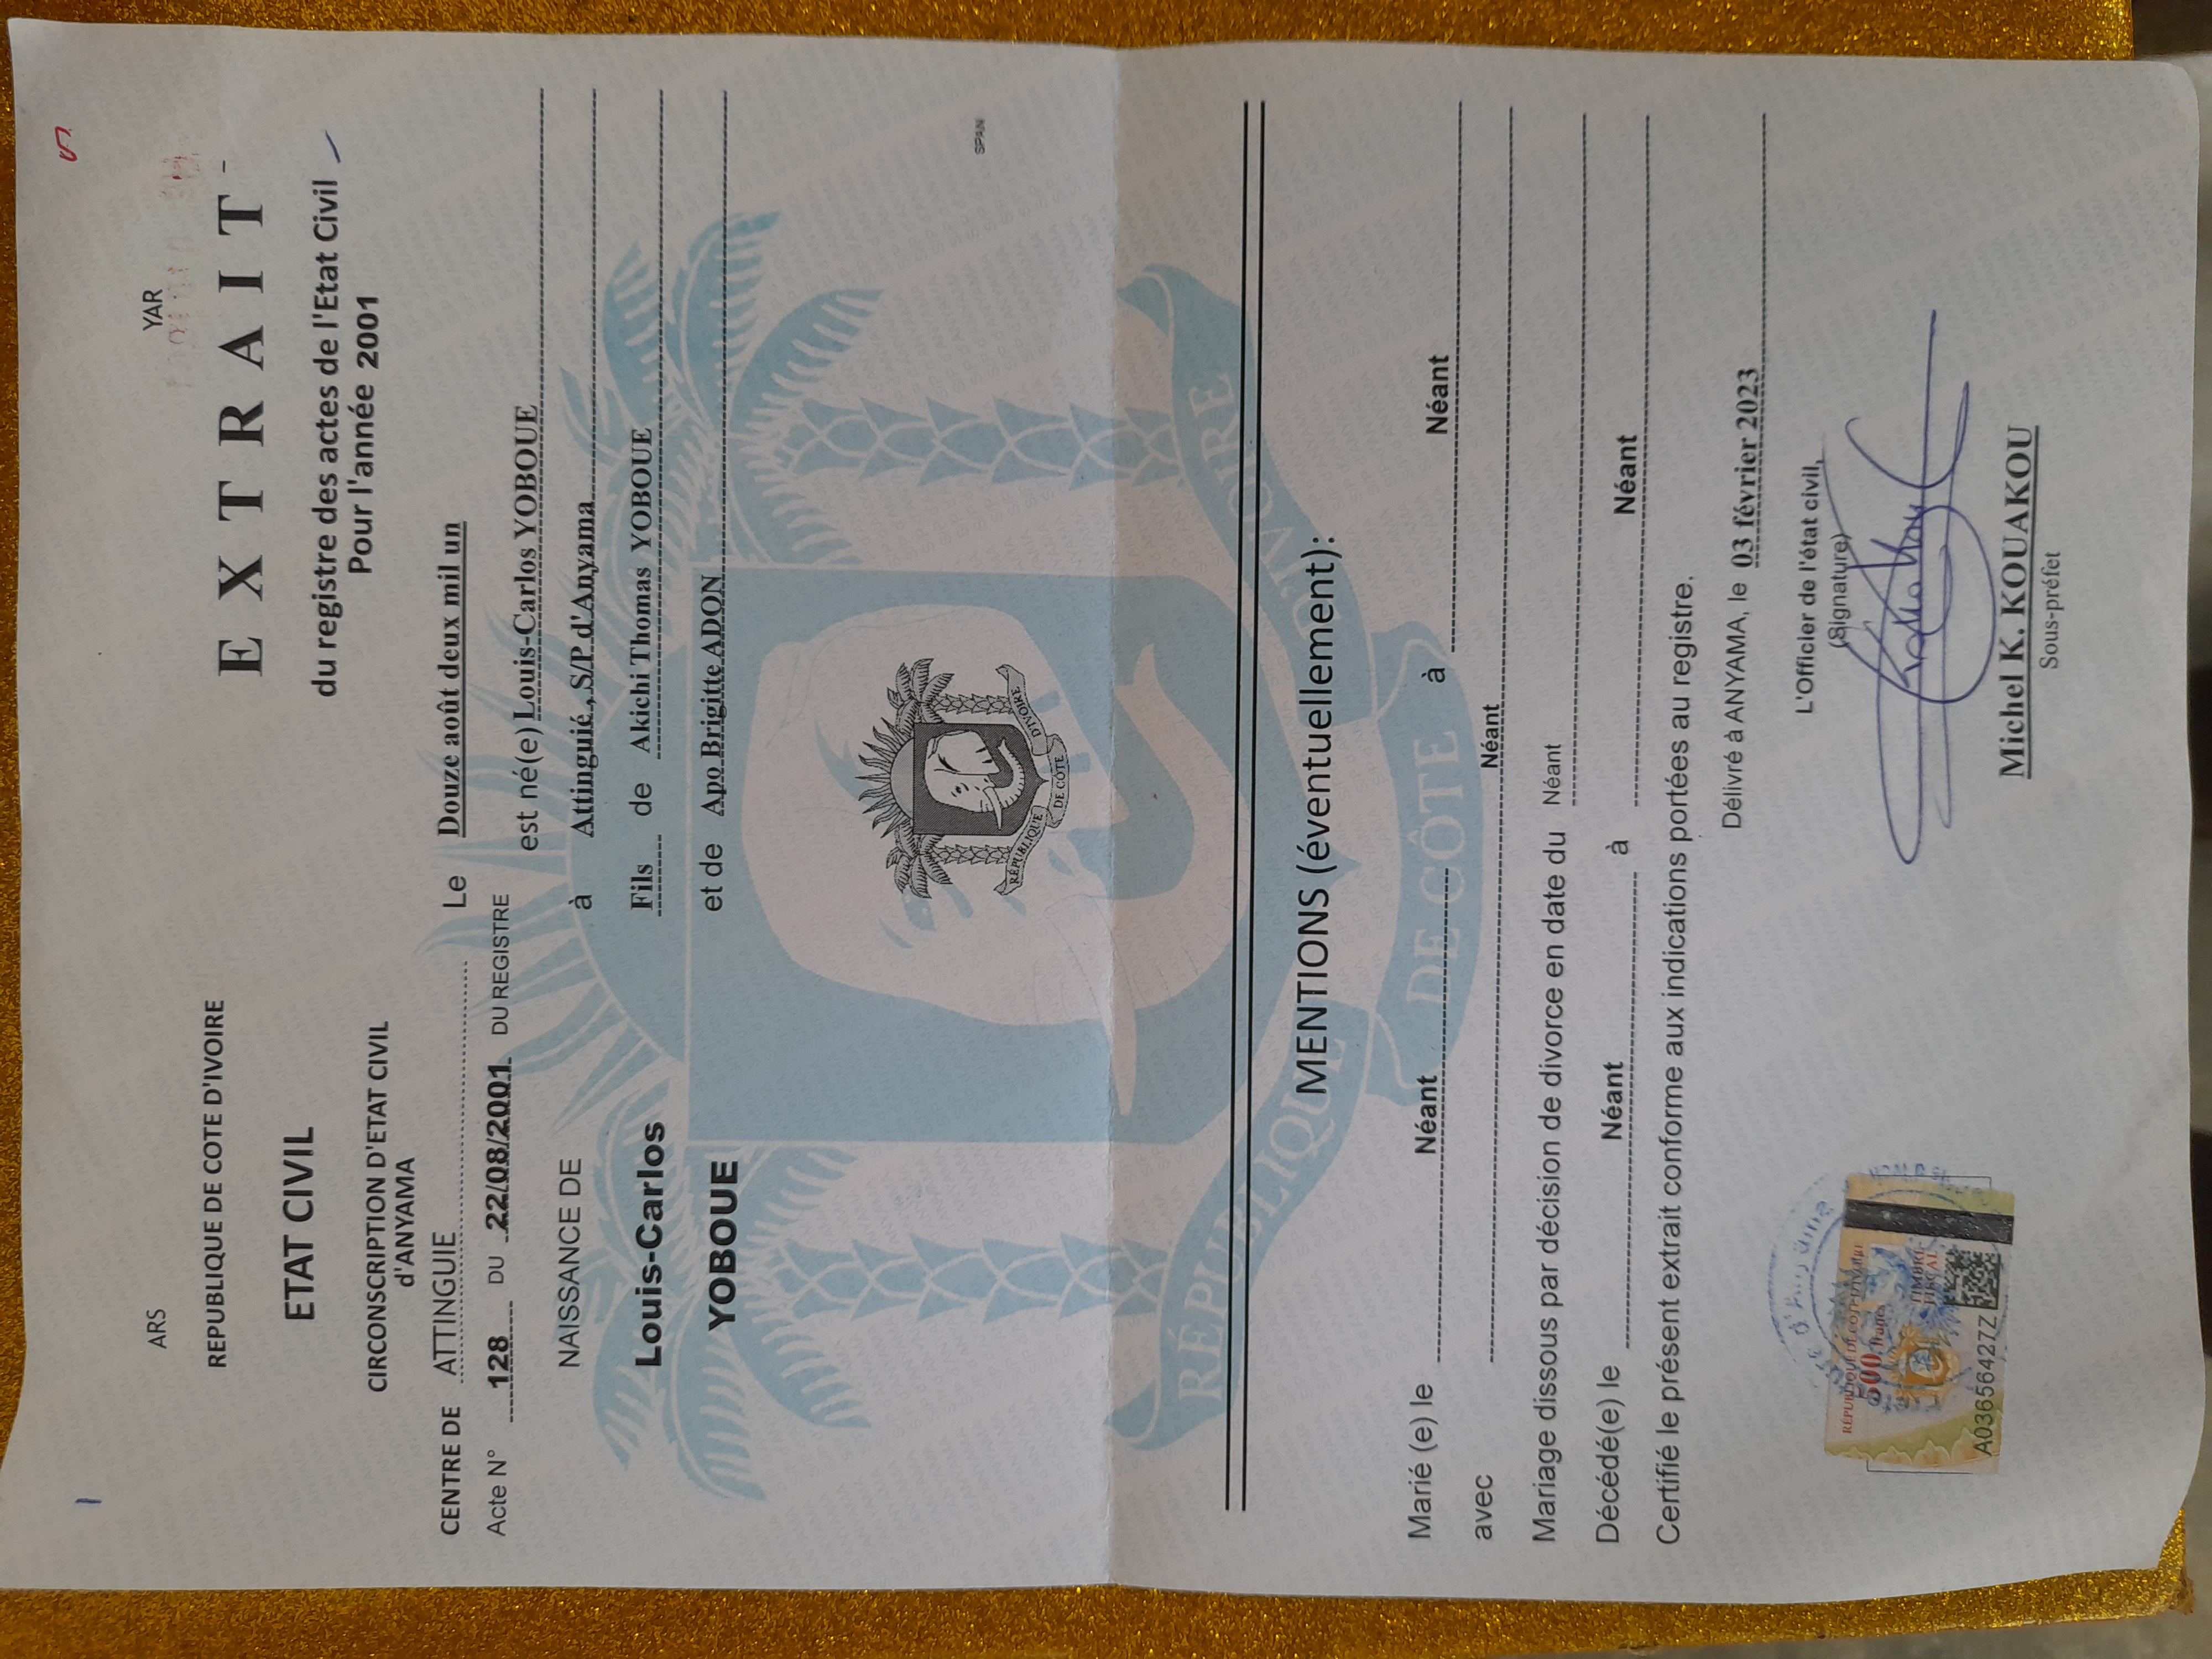 ARS
YAR
REPUBLIQUE DE COTE D'IVOIRE
EXTRAIT
ETAT CIVIL
du registre des actes de l'Etat Civil
Pour l'année 2001
CIRCONSCRIPTION D'ETAT CIVIL
d'ANYAMA
CENTRE DE ATTINGUIE
Le Douze août deux mil un
Acte N° 128 DU 22/08/2001 DU REGISTRE
est né(e) Louis-Carlos YOBOUE
NAISSANCE DE
à Attinguié , S/P d'Anyama
Louis-Carlos
Fils de Akichi Thomas YOBOUE
YOBOUE
et de Apo Brigitte ADON
SPAN
RÉPUBLIQUE DE CÔTE D'IVOIRE
RÉPUBLIQUE DE CÔTE D'IVOIRE
MENTIONS (éventuellement):
Marié (e) le Néant à Néant
avec Néant
Mariage dissous par décision de divorce en date du Néant
Décédé(e) le Néant à Néant
Certifié le présent extrait conforme aux indications portées au registre.
Délivré à ANYAMA, le 03 février 2023
L'Officier de l'état civil,
(Signature)
d'Anyama
RÉPUBLIQUE DE COTE D'IVOIRE
500 francs
TIMBRE
FISCAL
A03656427Z
Michel K. KOUAKOU
Sous-préfet